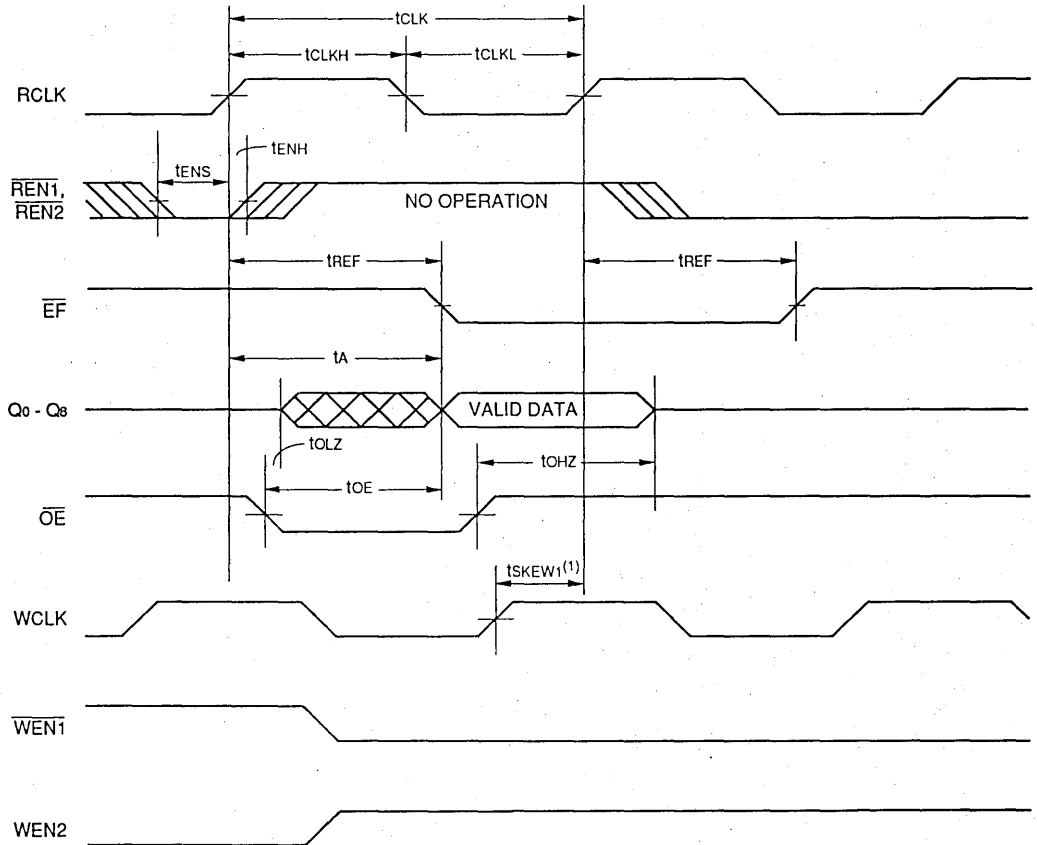 tCLK
tCLKH
tCLKL
RCLK
tENH
tENS
REN1,
REN2
NO OPERATION
tREF
tREF
EF
tA
Q0 - Q8
VALID DATA
tOLZ
tOHZ
tOE
OE
tSKEW1(1)
WCLK
WEN1
WEN2